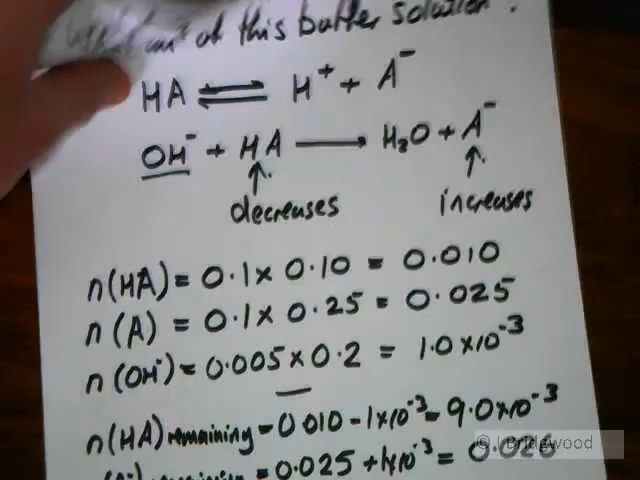 of this buffer solution.
HA ⇌ H⁺ + A⁻
OH⁻ + HA ⟶ H₂O + A⁻
↑ ↑
decreases increases
n(HA) = 0.1 × 0.10 = 0.010
n(A) = 0.1 × 0.25 = 0.025
n(OH⁻) = 0.005 × 0.2 = 1.0 × 10⁻³
n(HA) remaining = 0.010 - 1×10⁻³ = 9.0×10⁻³
© J Bridgwood
= 0.025 + 1×10⁻³ = 0.026